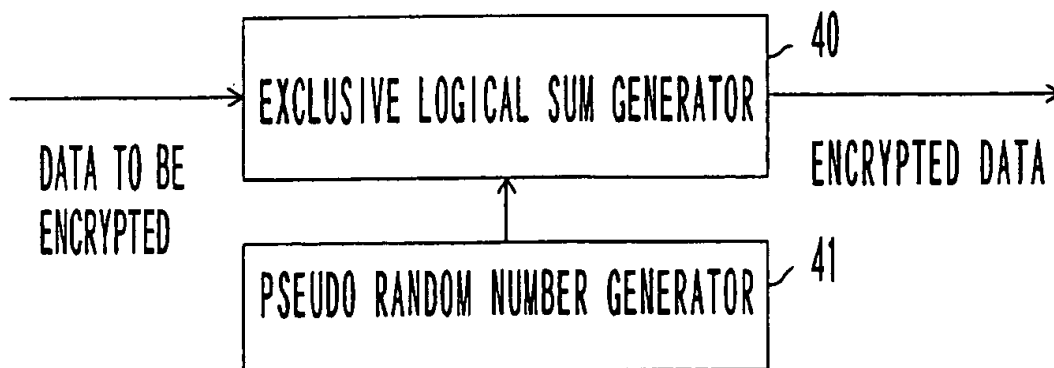 40
EXCLUSIVE LOGICAL SUM GENERATOR
DATA TO BE
ENCRYPTED
ENCRYPTED DATA
41
PSEUDO RANDOM NUMBER GENERATOR